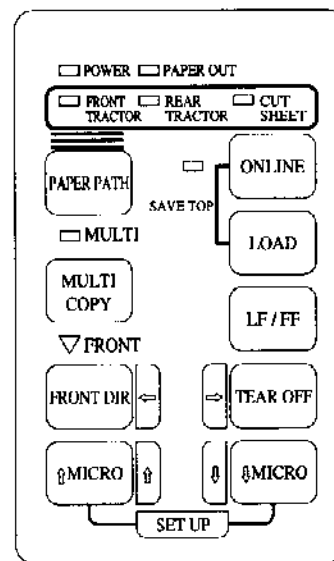 POWER PAPER OUT
FRONT TRACTOR REAR TRACTOR CUT SHEET
PAPER PATH
ONLINE
SAVE TOP
MULTI
LOAD
MULTI COPY
LF / FF
▽ FRONT
FRONT DIR ⇦ ⇨ TEAR OFF
⇧MICRO ⇧ ⇩ ⇩MICRO
SET UP